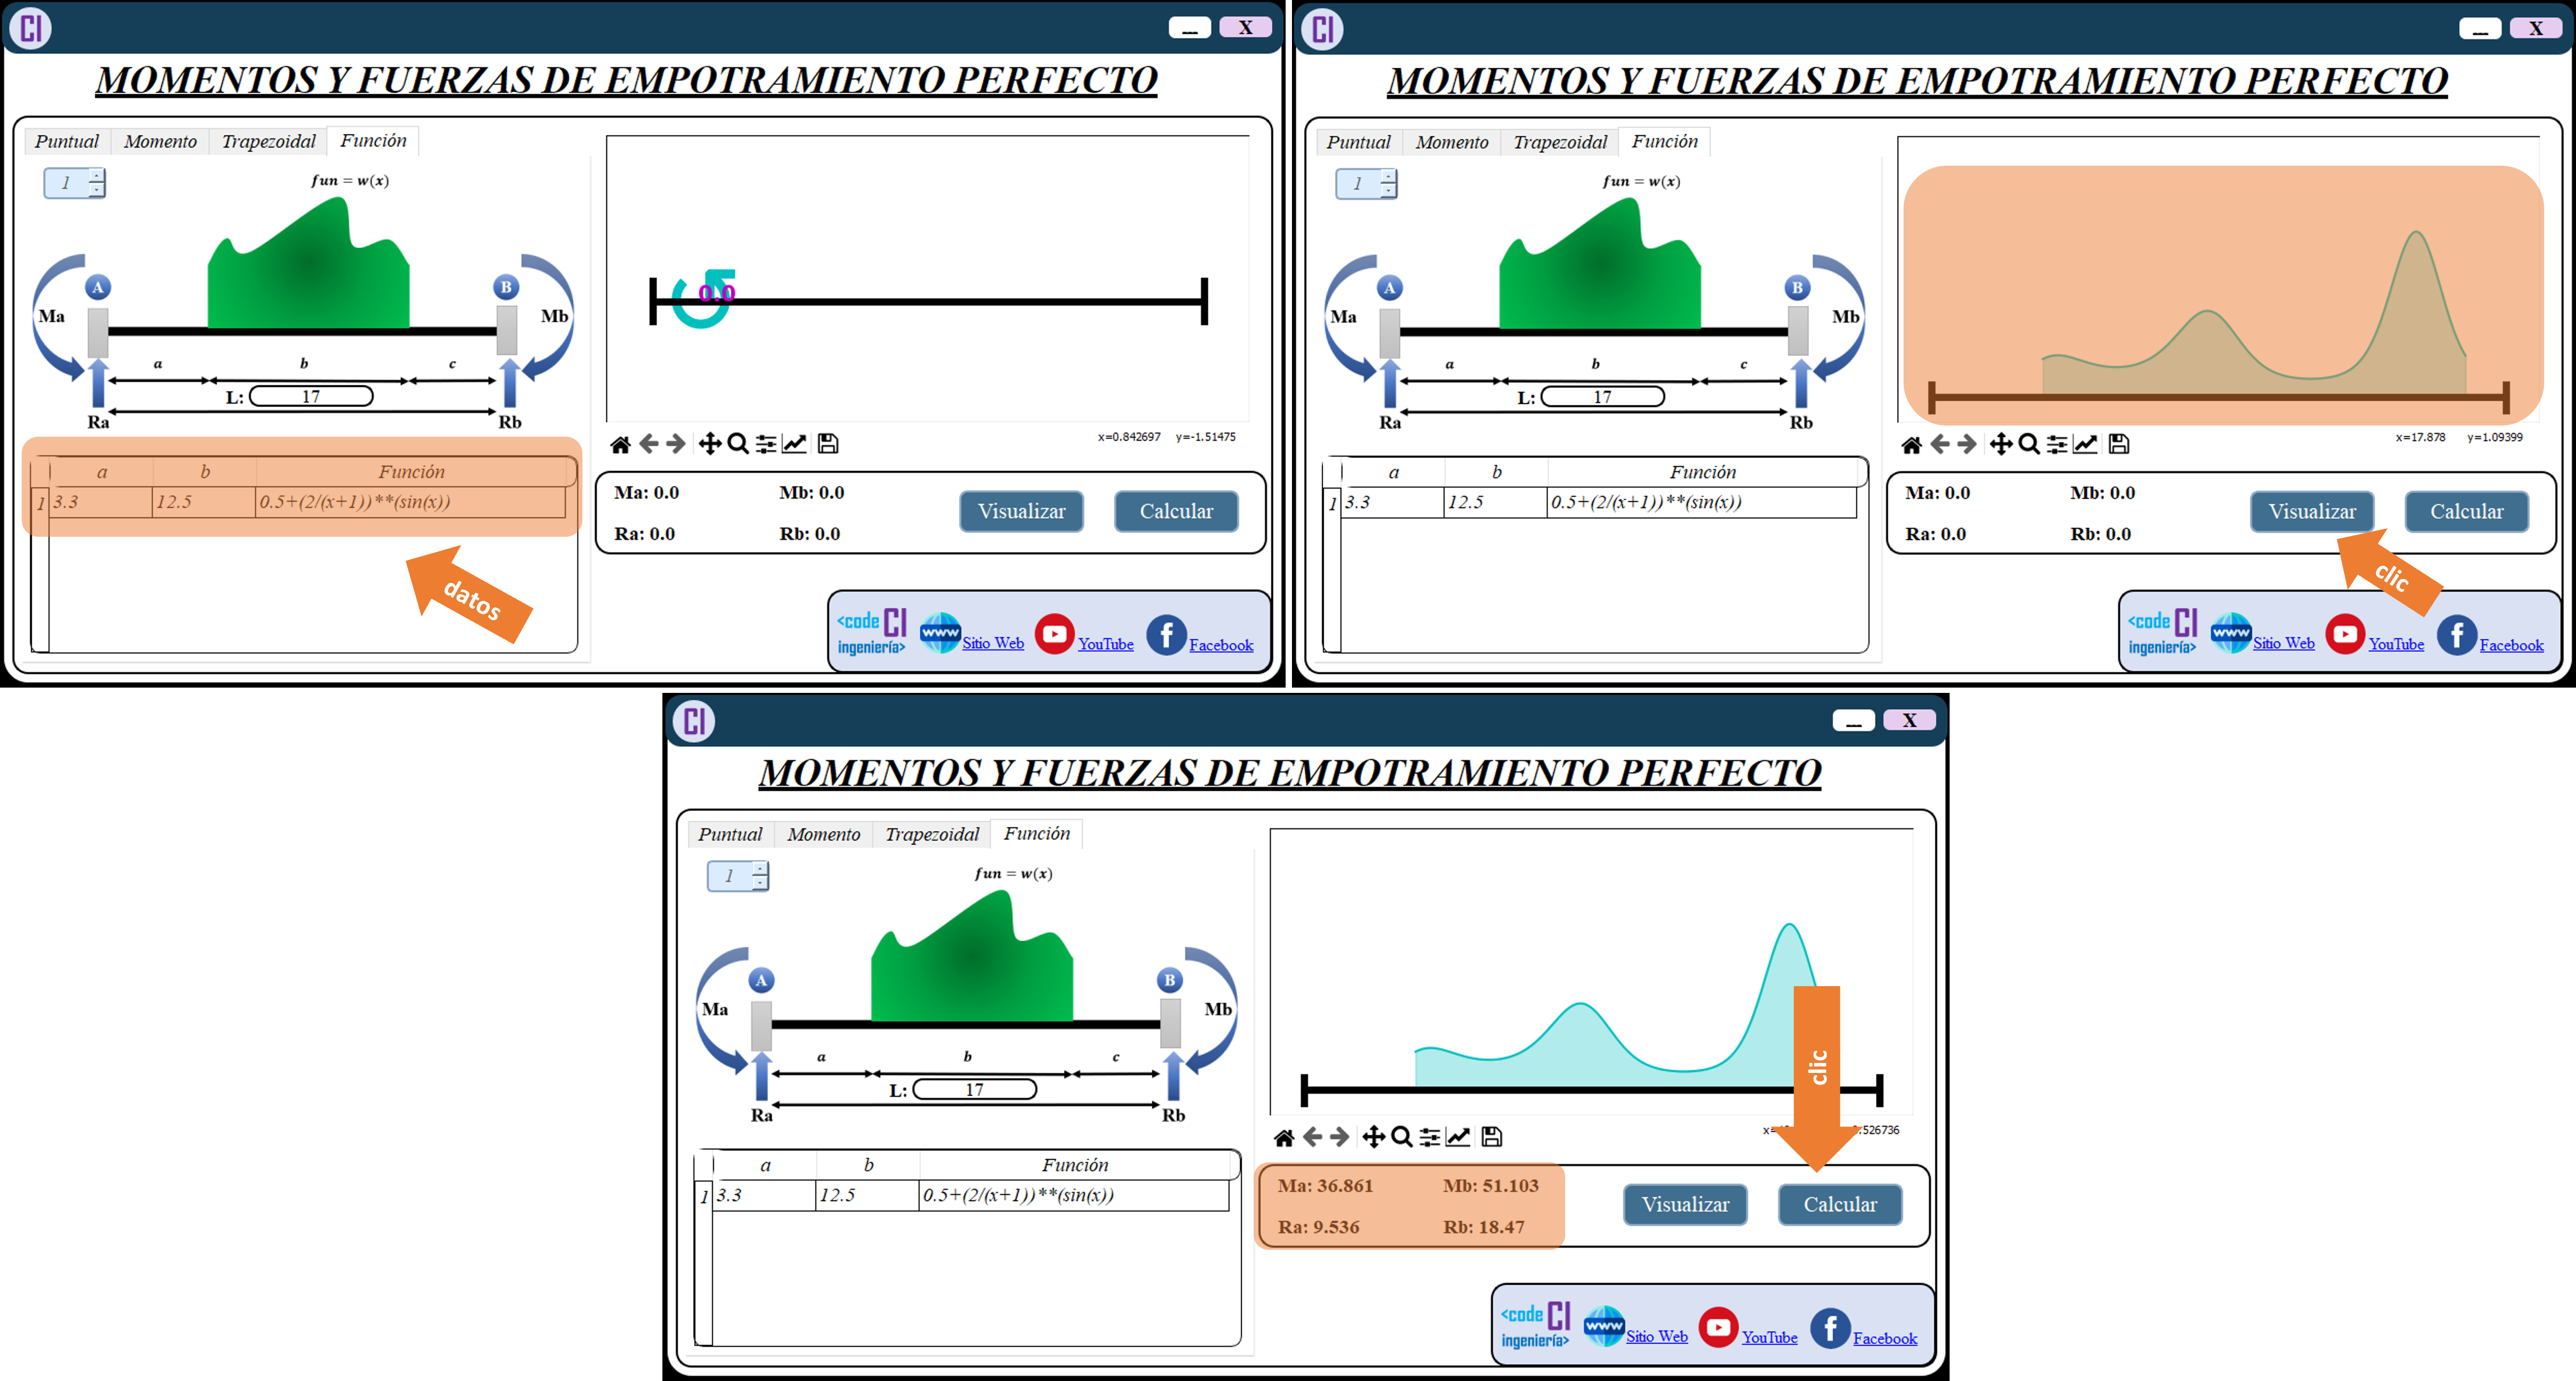 CI
_ X
MOMENTOS Y FUERZAS DE EMPOTRAMIENTO PERFECTO
Puntual Momento Trapezoidal Función
1
fun = w(x)
A B
Ma Mb
a b c
L: 17
Ra Rb
a b Función
1 3.3 12.5 0.5+(2/(x+1))**(sin(x))
datos
0.0
x=0.842697 y=-1.51475
Ma: 0.0 Mb: 0.0
Ra: 0.0 Rb: 0.0
Visualizar Calcular
<code CI
ingeniería>
www Sitio Web YouTube f Facebook
CI
_ X
MOMENTOS Y FUERZAS DE EMPOTRAMIENTO PERFECTO
Puntual Momento Trapezoidal Función
1
fun = w(x)
A B
Ma Mb
a b c
L: 17
Ra Rb
a b Función
1 3.3 12.5 0.5+(2/(x+1))**(sin(x))
x=17.878 y=1.09399
Ma: 0.0 Mb: 0.0
Ra: 0.0 Rb: 0.0
Visualizar Calcular
clic
<code CI
ingeniería>
www Sitio Web YouTube f Facebook
CI
_ X
MOMENTOS Y FUERZAS DE EMPOTRAMIENTO PERFECTO
Puntual Momento Trapezoidal Función
1
fun = w(x)
A B
Ma Mb
a b c
L: 17
Ra Rb
a b Función
1 3.3 12.5 0.5+(2/(x+1))**(sin(x))
clic
Ma: 36.861 Mb: 51.103
Ra: 9.536 Rb: 18.47
Visualizar Calcular
<code CI
ingeniería>
www Sitio Web YouTube f Facebook